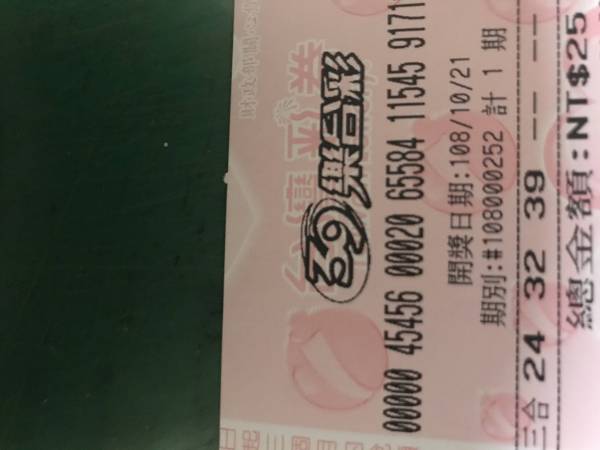 39樂合彩
00000 45456 00020 65584 11545 9171
開獎日期:108/10/21
期別:#108000252 計 1 期
三合 24 32 39 -- --
總金額:NT$25